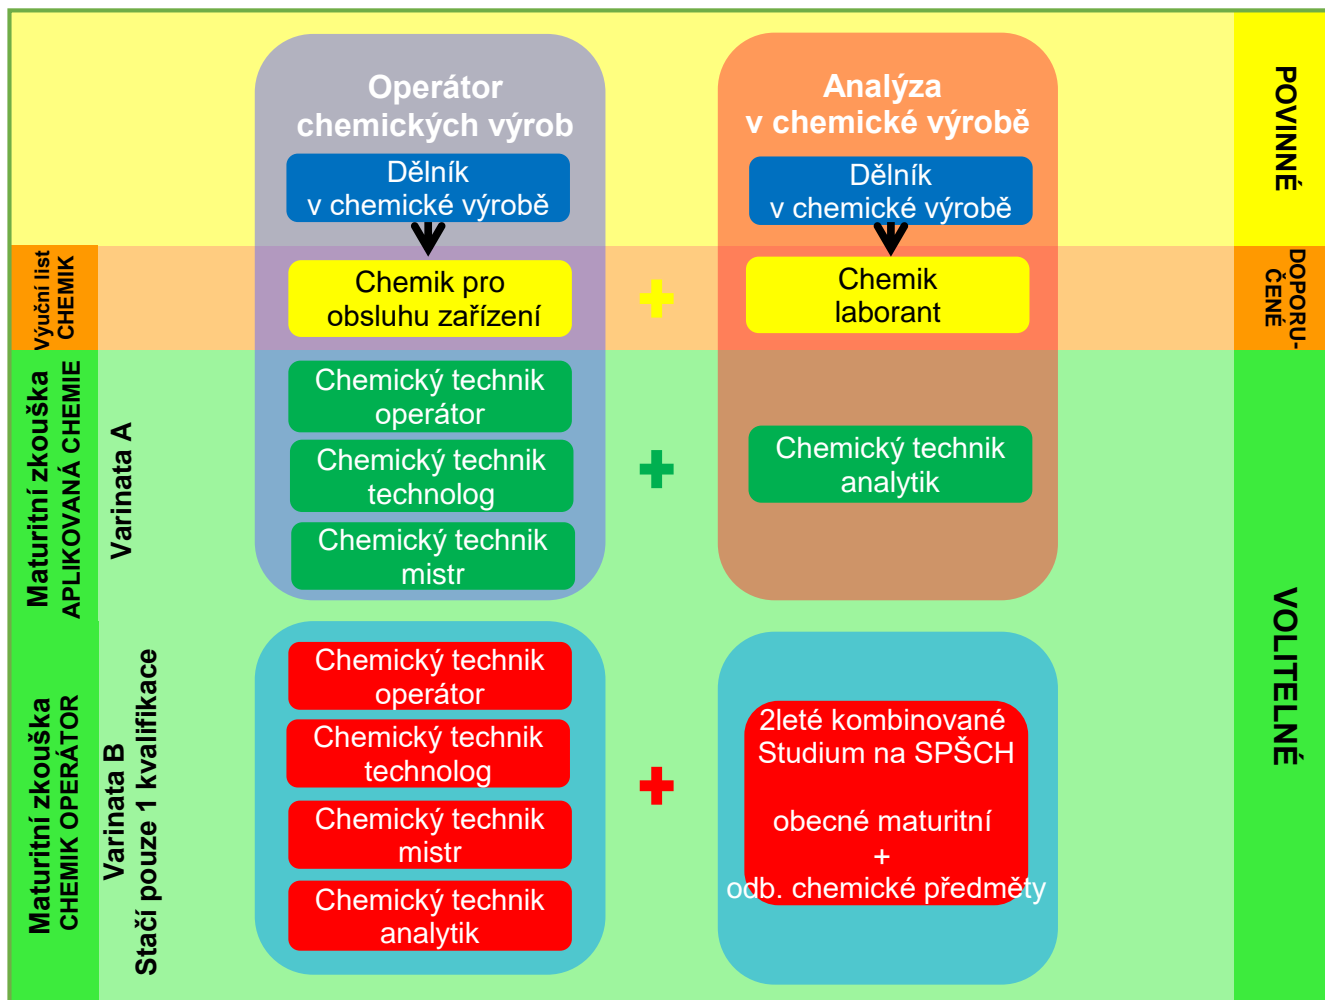 Operátor
chemických výrob
Analýza
v chemické výrobě
POVINNÉ
Dělník
v chemické výrobě
Dělník
v chemické výrobě
Výuční list
CHEMIK
Chemik pro
obsluhu zařízení
Chemik
laborant
DOPORU-
ČENÉ
Maturitní zkouška
APLIKOVANÁ CHEMIE
Varinata A
Chemický technik
operátor
Chemický technik
technolog
Chemický technik
mistr
Chemický technik
analytik
VOLITELNÉ
Maturitní zkouška
CHEMIK OPERÁTOR
Varinata B
Stačí pouze 1 kvalifikace
Chemický technik
operátor
Chemický technik
technolog
Chemický technik
mistr
Chemický technik
analytik
2leté kombinované
Studium na SPŠCH
obecné maturitní
+
odb. chemické předměty